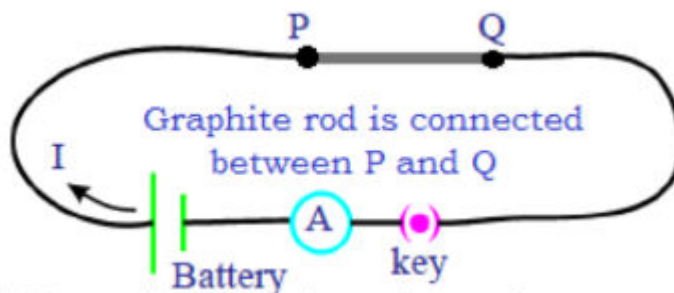 P
Q
Graphite rod is connected
between P and Q
I
A
key
Battery